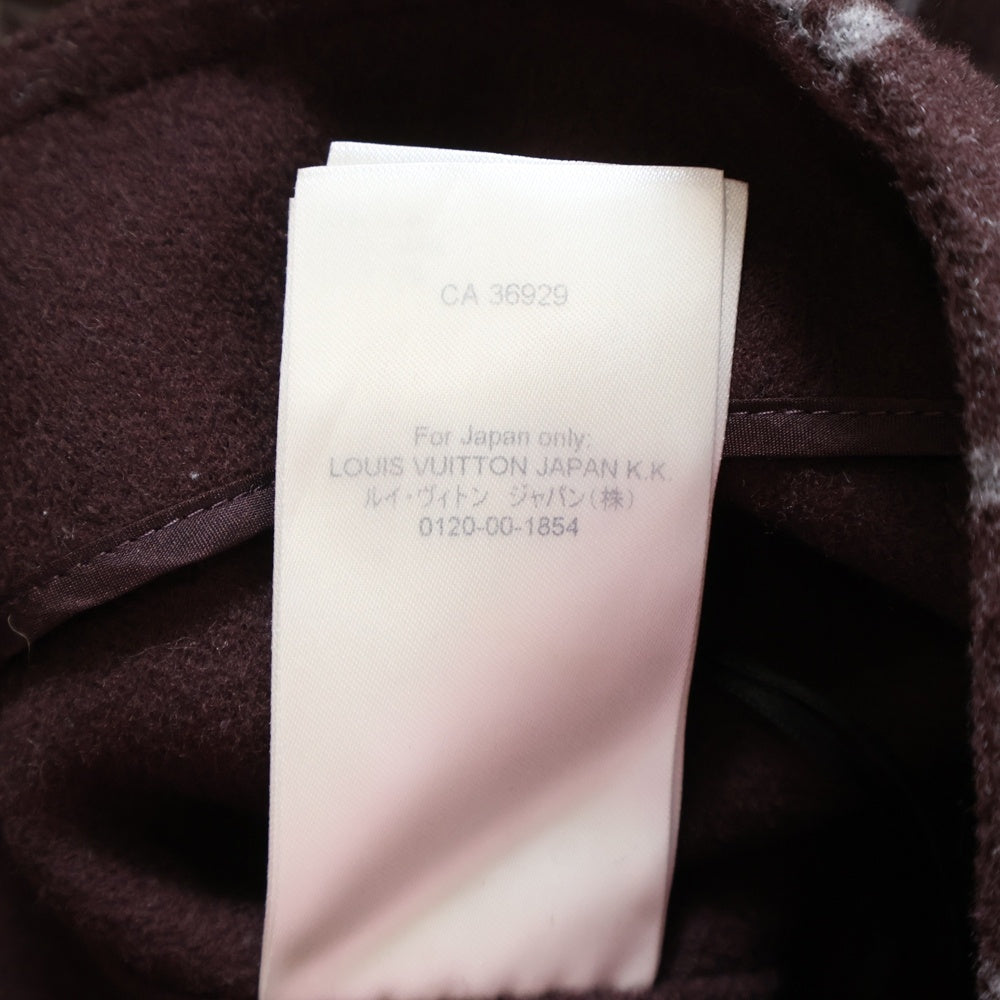 CA 36929
For Japan only:
LOUIS VUITTON JAPAN K.K.
ルイ・ヴィトン ジャパン(株)
0120-00-1854